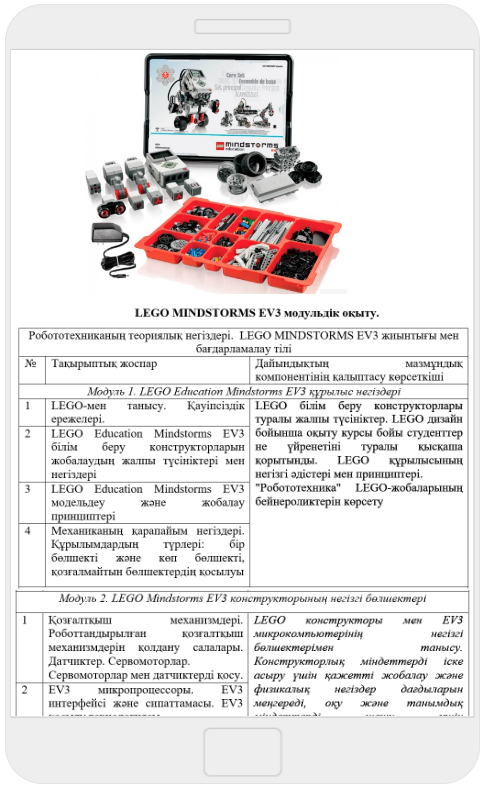 Core Set
Ensemble de base
mindstorms
education
LEGO MINDSTORMS EV3 модульдік оқыту.
Робототехниканың теориялық негіздері. LEGO MINDSTORMS EV3 жиынтығы мен
бағдарламалау тілі
№ Тақырыптық жоспар
Дайындықтың мазмұндық
компонентінің қалыптасу көрсеткіші
Модуль 1. LEGO Education Mindstorms EV3 құрылыс негіздері
1 LEGO-мен танысу. Қауіпсіздік
ережелері.
2 LEGO Education Mindstorms EV3
білім беру конструкторларын
жобалаудың жалпы түсініктері мен
негіздері
3 LEGO Education Mindstorms EV3
модельдеу және жобалау
принциптері
4 Механиканың қарапайым негіздері.
Құрылымдардың түрлері: бір
бөлшекті және көп бөлшекті,
қозғалмайтын бөлшектердің қосылуы
LEGO білім беру конструкторлары
туралы жалпы түсініктер. LEGO дизайн
бойынша оқыту курсы бойы студенттер
не үйренетіні туралы қысқаша
қорытынды. LEGO құрылысының
негізгі әдістері мен принциптері.
"Робототехника" LEGO-жобаларының
бейнероликтерін көрсету
Модуль 2. LEGO Mindstorms EV3 конструкторының негізгі бөлшектері
1 Қозғалтқыш механизмдері.
Роботтандырылған қозғалтқыш
механизмдерін қолдану салалары.
Датчиктер. Сервомоторлар.
Сервоморлар мен датчиктерді қосу.
2 EV3 микропроцессоры. EV3
интерфейсі және сипаттамасы. EV3
LEGO конструкторы мен EV3
микрокомпьютерінің негізгі
бөлшектерімен танысу.
Конструкторлық міндеттерді іске
асыру үшін қажетті жобалау және
физикалық негіздер дағдыларын
меңгереді, оқу және танымдық